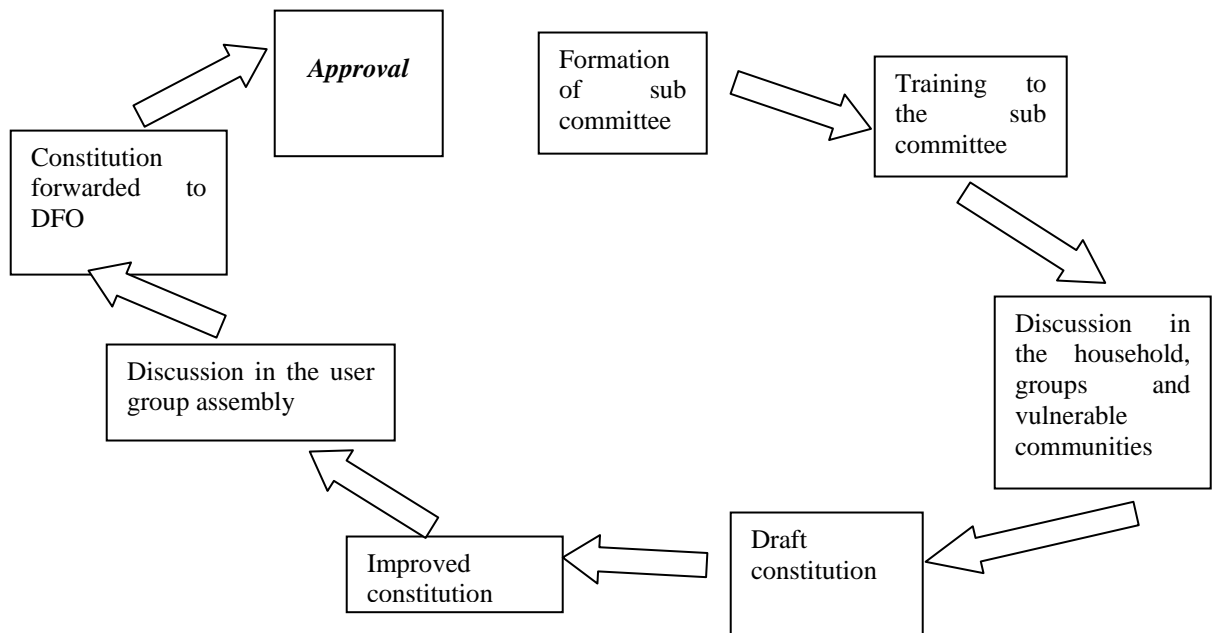 Approval
Formation
of sub
committee
Training to
the sub
committee
Constitution
forwarded to
DFO
Discussion in
the household,
groups and
vulnerable
communities
Discussion in the user
group assembly
Draft
constitution
Improved
constitution